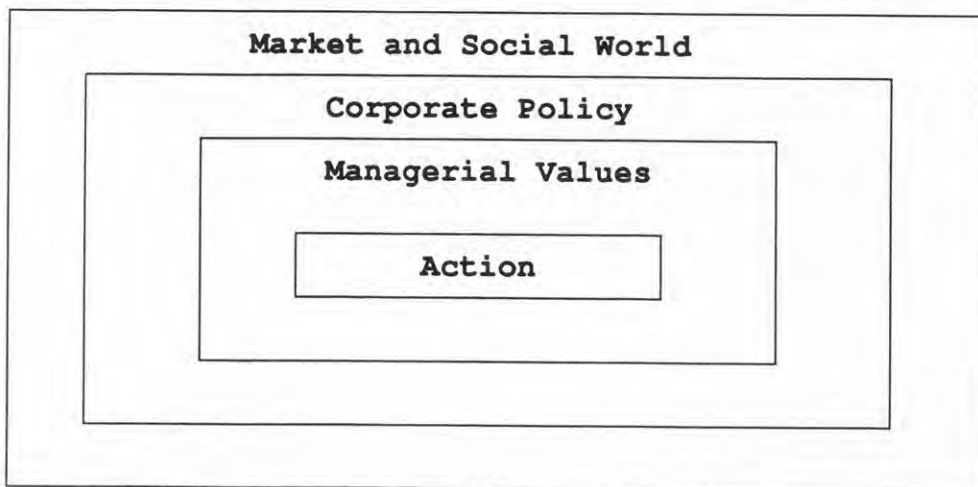 Market and Social World
Corporate Policy
Managerial Values
Action